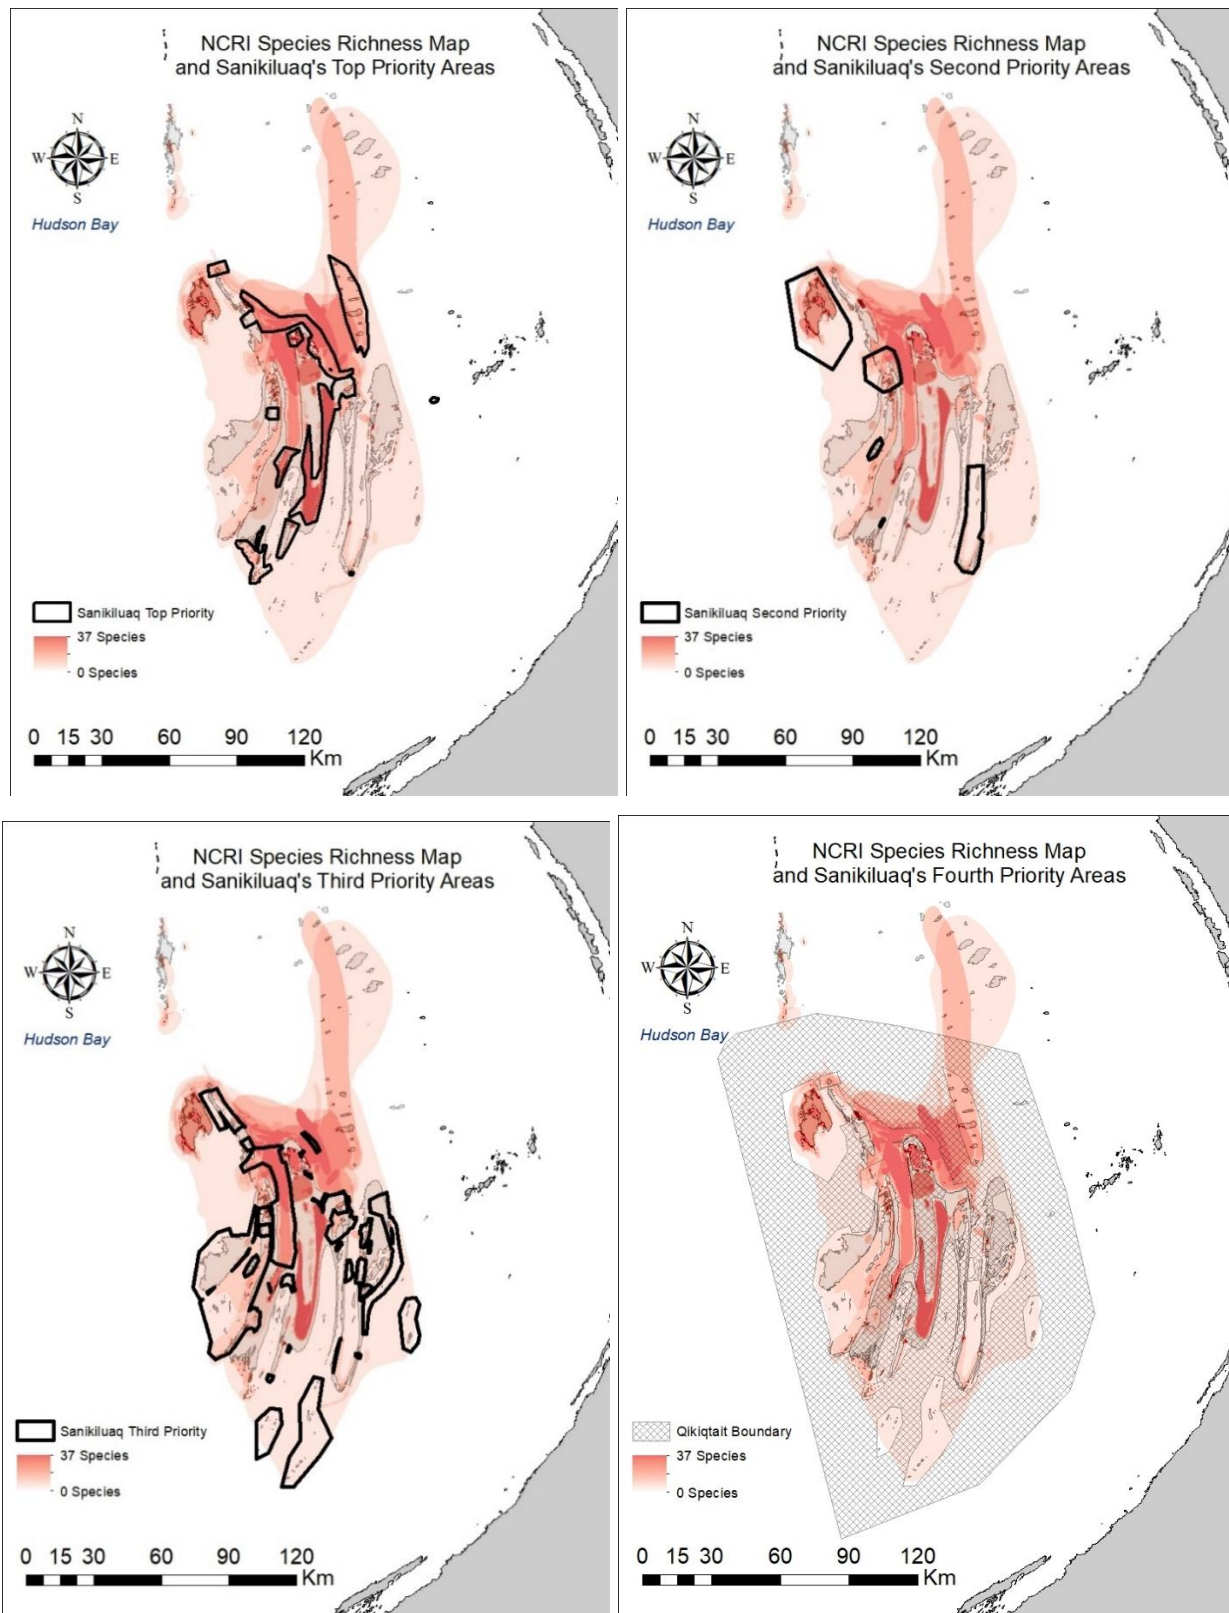 NCRI Species Richness Map
and Sanikiluaq's Top Priority Areas
N
W E
S
Hudson Bay
Sanikiluaq Top Priority
37 Species
0 Species
0 15 30 60 90 120
Km
NCRI Species Richness Map
and Sanikiluaq's Second Priority Areas
N
W E
S
Hudson Bay
Sanikiluaq Second Priority
37 Species
0 Species
0 15 30 60 90 120
Km
NCRI Species Richness Map
and Sanikiluaq's Third Priority Areas
N
W E
S
Hudson Bay
Sanikiluaq Third Priority
37 Species
0 Species
0 15 30 60 90 120
Km
NCRI Species Richness Map
and Sanikiluaq's Fourth Priority Areas
N
W E
S
Hudson Bay
Qikiqtait Boundary
37 Species
0 Species
0 15 30 60 90 120
Km